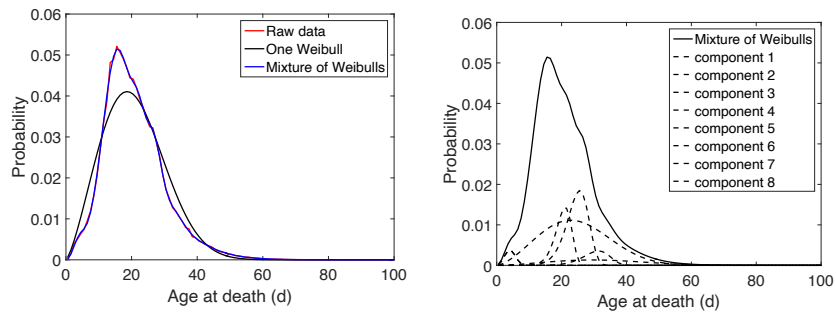 0.06
0.05
0.04
0.03
0.02
0.01
0
Probability
Raw data
One Weibull
Mixture of Weibulls
0 20 40 60 80 100
Age at death (d)
0.06
0.05
0.04
0.03
0.02
0.01
0
Probability
Mixture of Weibulls
component 1
component 2
component 3
component 4
component 5
component 6
component 7
component 8
0 20 40 60 80 100
Age at death (d)